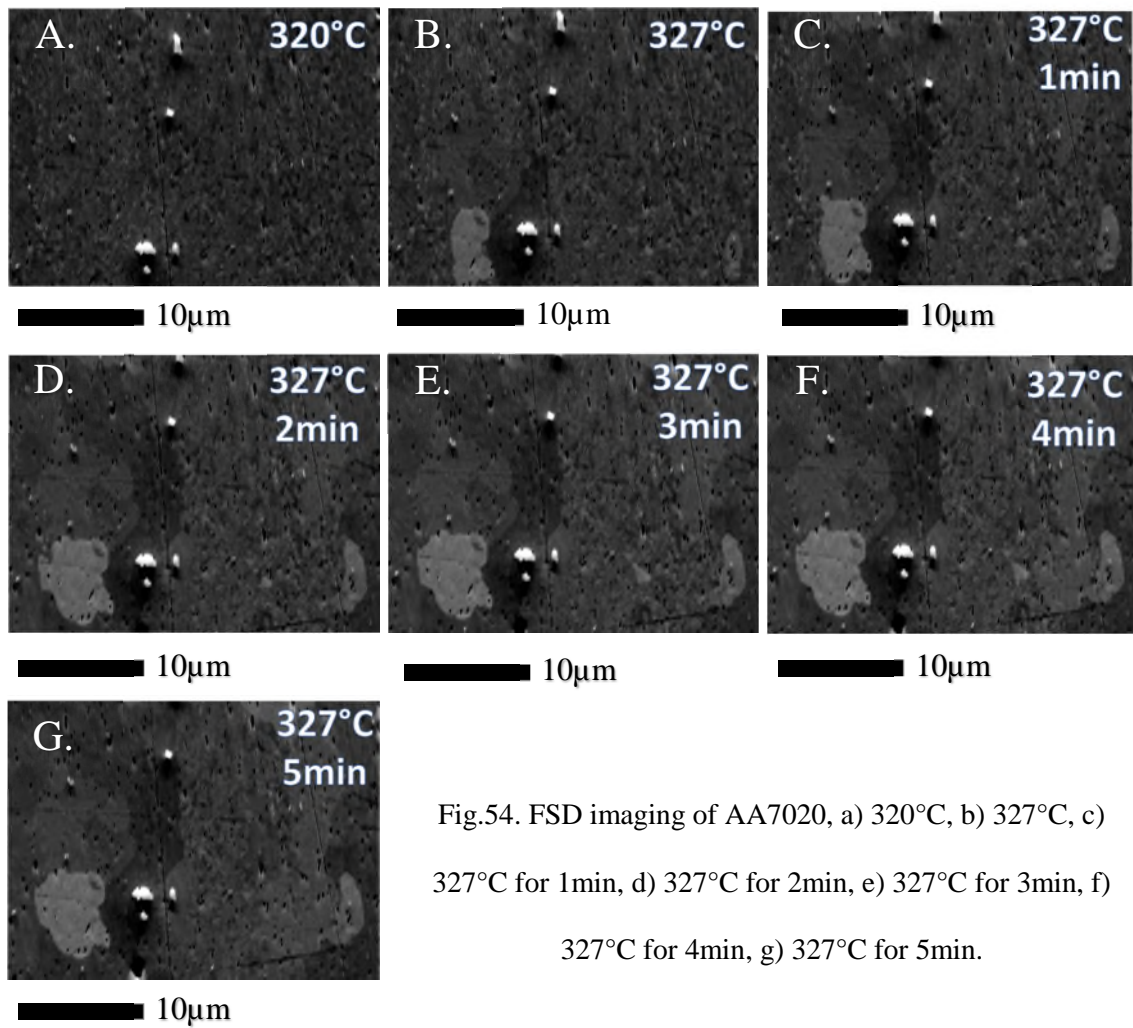 A. 320°C
10µm
B. 327°C
10µm
C. 327°C
1min
10µm
D. 327°C
2min
10µm
E. 327°C
3min
10µm
F. 327°C
4min
10µm
G. 327°C
5min
10µm
Fig.54. FSD imaging of AA7020, a) 320°C, b) 327°C, c)
327°C for 1min, d) 327°C for 2min, e) 327°C for 3min, f)
327°C for 4min, g) 327°C for 5min.